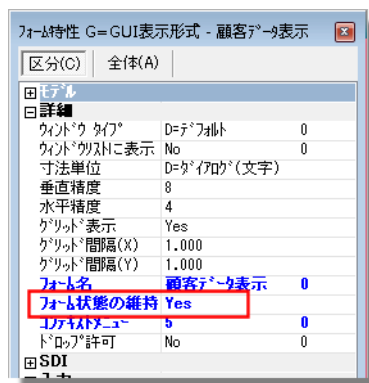 ﾌｫｰﾑ特性 G=GUI表示形式 - 顧客ﾃﾞｰﾀ表示
区分(C) 全体(A)
ﾓﾃﾞﾙ
詳細
ｳｨﾝﾄﾞｳ ﾀｲﾌﾟ D=ﾃﾞﾌｫﾙﾄ 0
ｳｨﾝﾄﾞｳﾘｽﾄに表示 No 0
寸法単位 D=ﾀﾞｲｱﾛｸﾞ(文字)
垂直精度 8
水平精度 4
ｸﾞﾘｯﾄﾞ表示 Yes
ｸﾞﾘｯﾄﾞ間隔(X) 1.000
ｸﾞﾘｯﾄﾞ間隔(Y) 1.000
ﾌｫｰﾑ名 顧客ﾃﾞｰﾀ表示 0
ﾌｫｰﾑ状態の維持 Yes
ｺﾝﾃｷｽﾄﾒﾆｭｰ 5 0
ﾄﾞﾛｯﾌﾟ許可 No 0
SDI
入力